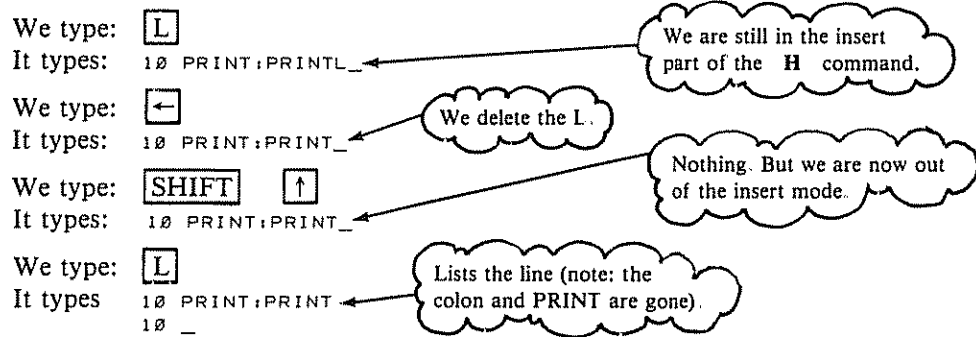 We type: L
We are still in the insert
It types: 10 PRINT:PRINTL_
part of the H command.
We type: ←
We delete the L.
It types: 10 PRINT:PRINT_
Nothing. But we are now out
We type: SHIFT ↑
of the insert mode.
It types: 10 PRINT:PRINT_
We type: L
Lists the line (note: the
It types 10 PRINT:PRINT
colon and PRINT are gone).
10 _